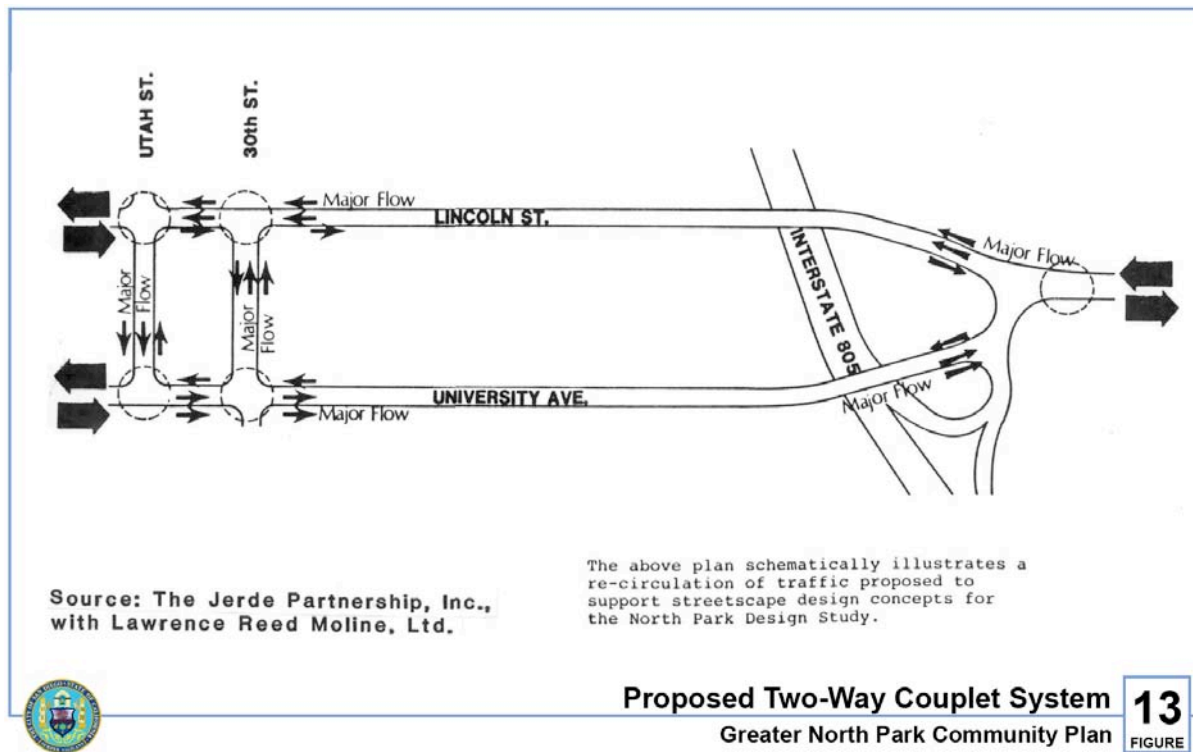 UTAH ST.
30th ST.
Major Flow
LINCOLN ST.
Major Flow
INTERSTATE 805
Major
Flow
Major
Flow
UNIVERSITY AVE.
Major Flow
Major Flow
Source: The Jerde Partnership, Inc.,
with Lawrence Reed Moline, Ltd.
The above plan schematically illustrates a
re-circulation of traffic proposed to
support streetscape design concepts for
the North Park Design Study.
Proposed Two-Way Couplet System
Greater North Park Community Plan
13
FIGURE